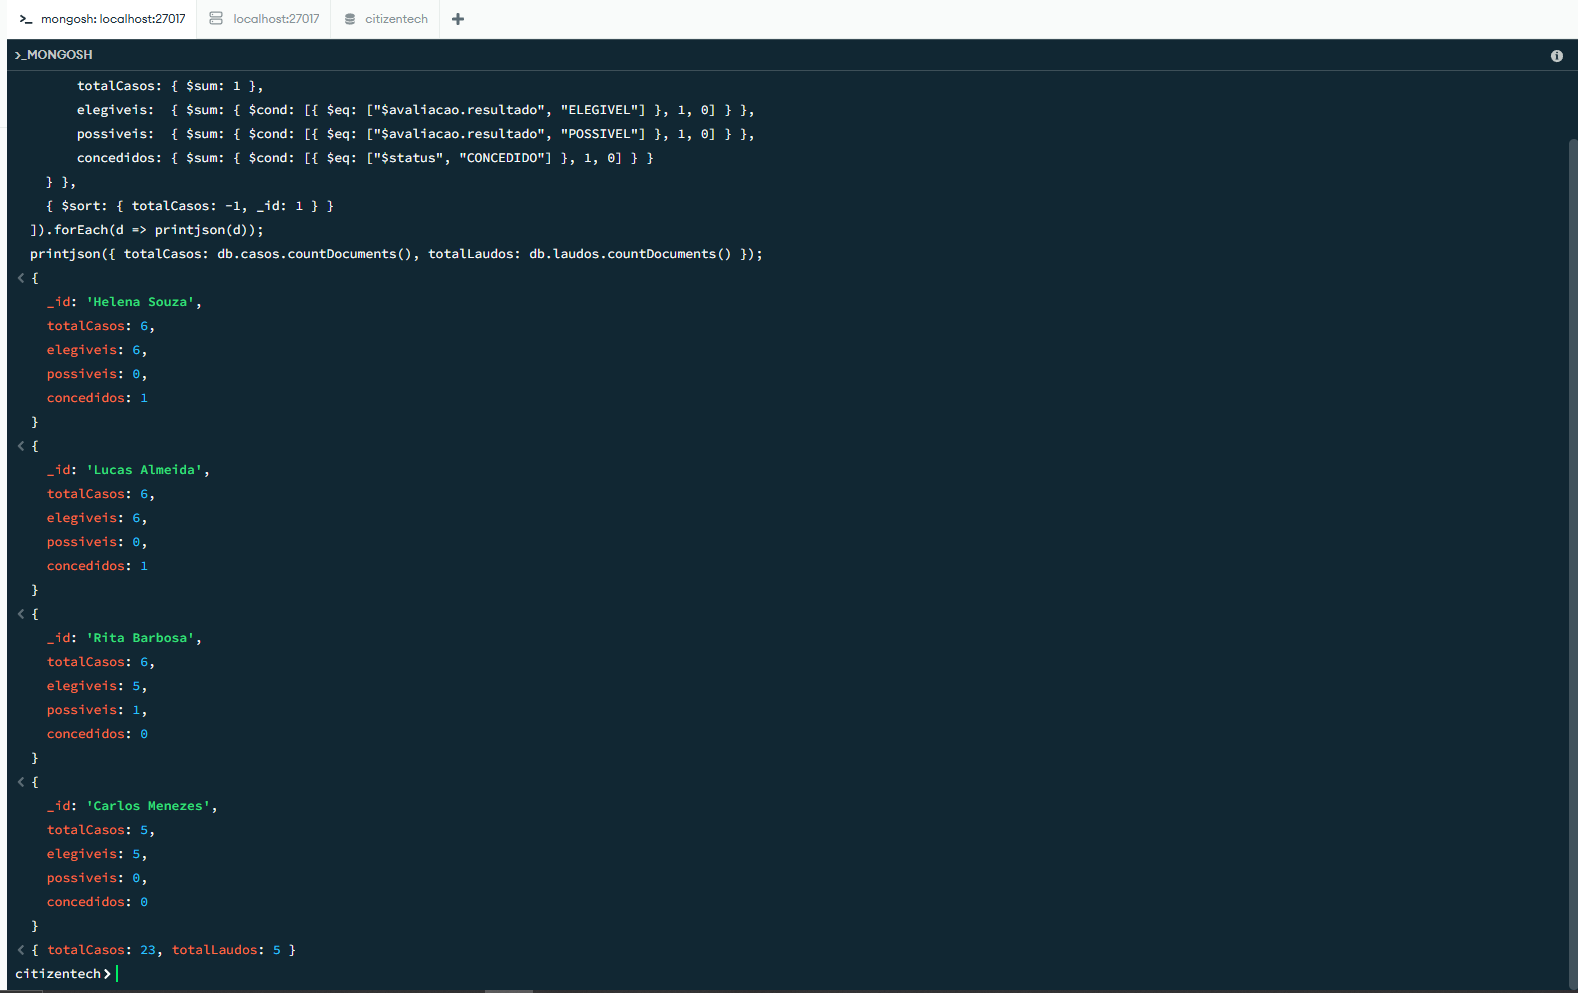 mongosh: localhost:27017 localhost:27017 citizentech
>_MONGOSH
totalCasos: { $sum: 1 },
elegiveis:  { $sum: { $cond: [{ $eq: ["$avaliacao.resultado", "ELEGIVEL"] }, 1, 0] } },
possiveis:  { $sum: { $cond: [{ $eq: ["$avaliacao.resultado", "POSSIVEL"] }, 1, 0] } },
concedidos: { $sum: { $cond: [{ $eq: ["$status", "CONCEDIDO"] }, 1, 0] } }
} },
{ $sort: { totalCasos: -1, _id: 1 } }
]).forEach(d => printjson(d));
printjson({ totalCasos: db.casos.countDocuments(), totalLaudos: db.laudos.countDocuments() });
< {
_id: 'Helena Souza',
totalCasos: 6,
elegiveis: 6,
possiveis: 0,
concedidos: 1
}
< {
_id: 'Lucas Almeida',
totalCasos: 6,
elegiveis: 6,
possiveis: 0,
concedidos: 1
}
< {
_id: 'Rita Barbosa',
totalCasos: 6,
elegiveis: 5,
possiveis: 1,
concedidos: 0
}
< {
_id: 'Carlos Menezes',
totalCasos: 5,
elegiveis: 5,
possiveis: 0,
concedidos: 0
}
< { totalCasos: 23, totalLaudos: 5 }
citizentech>